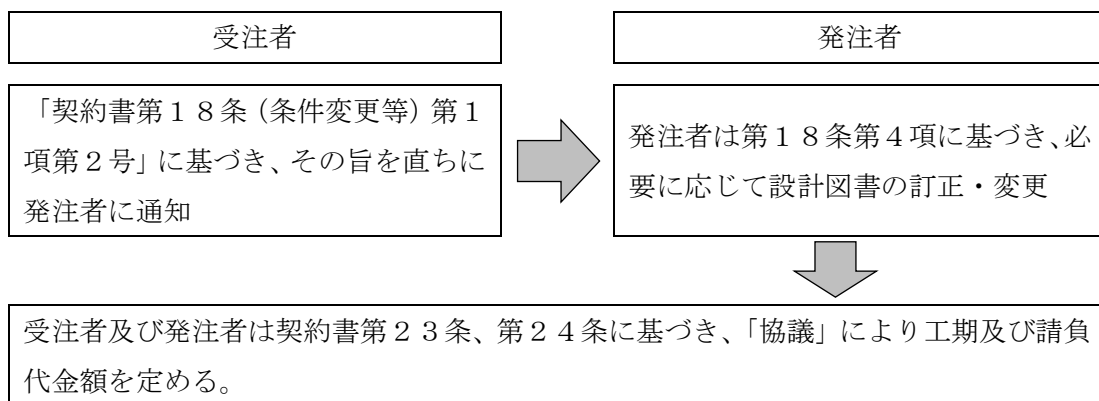 受注者
発注者
「契約書第１８条（条件変更等）第１
項第２号」に基づき、その旨を直ちに
発注者に通知
発注者は第１８条第４項に基づき、必
要に応じて設計図書の訂正・変更
受注者及び発注者は契約書第２３条、第２４条に基づき、「協議」により工期及び請負
代金額を定める。